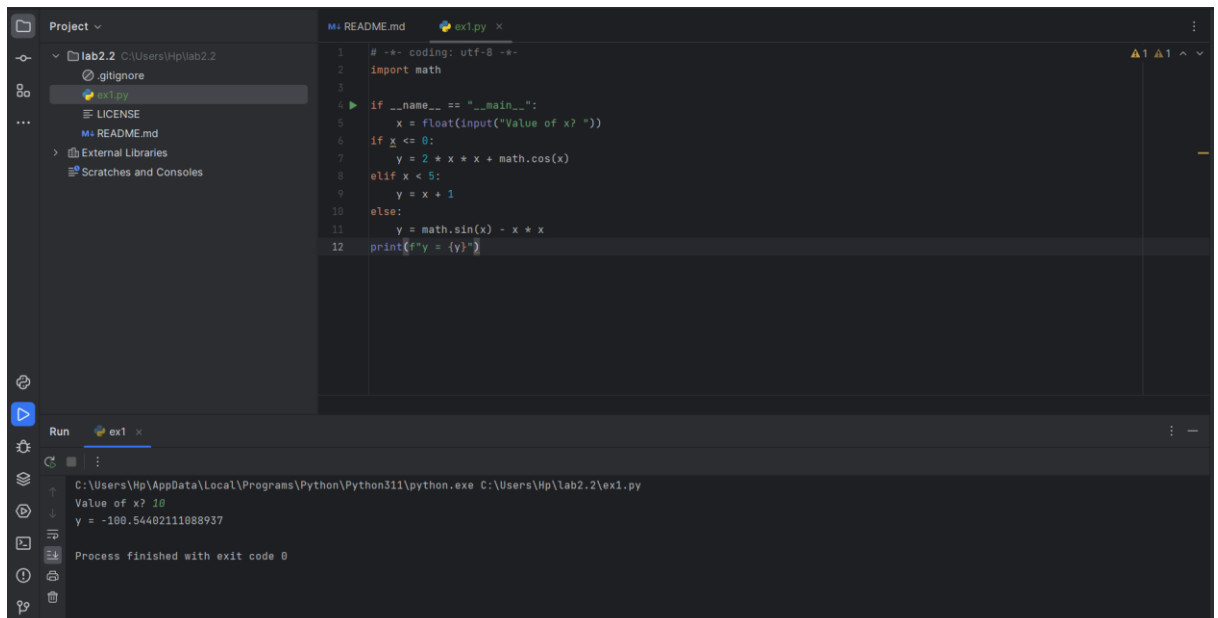 Project
lab2.2 C:\Users\Hp\lab2.2
.gitignore
ex1.py
LICENSE
M↓ README.md
External Libraries
Scratches and Consoles
M↓ README.md ex1.py ×
1 # -*- coding: utf-8 -*-
2 import math
3
4 if __name__ == "__main__":
5     x = float(input("Value of x? "))
6 if x <= 0:
7     y = 2 * x * x + math.cos(x)
8 elif x < 5:
9     y = x + 1
10 else:
11     y = math.sin(x) - x * x
12 print(f"y = {y}")
1 1
Run ex1 ×
C:\Users\Hp\AppData\Local\Programs\Python\Python311\python.exe C:\Users\Hp\lab2.2\ex1.py
Value of x? 10
y = -100.54402111088937
Process finished with exit code 0